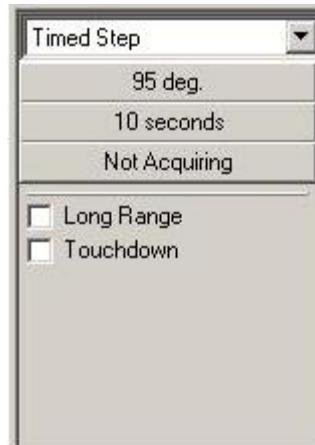 Timed Step
95 deg.
10 seconds
Not Acquiring
Long Range
Touchdown